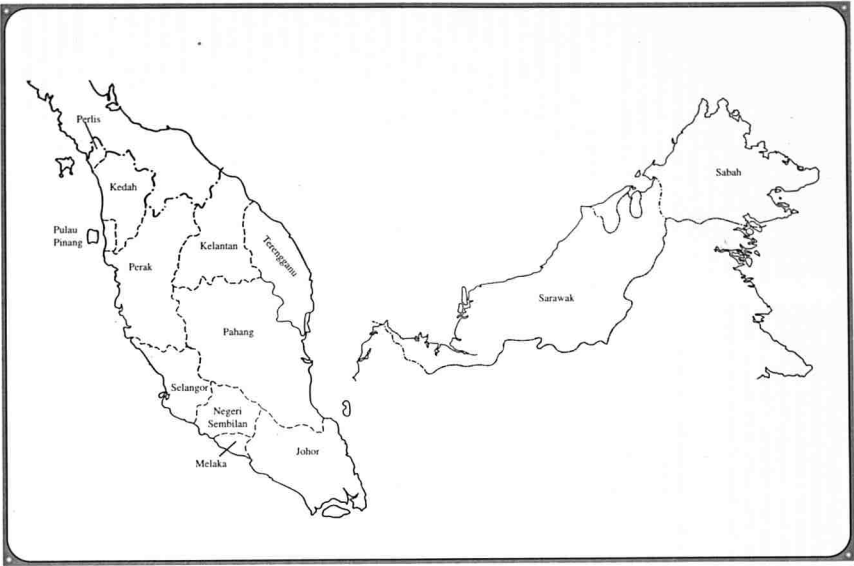 Perlis
Kedah
Pulau
Pinang
Perak
Kelantan
Terengganu
Pahang
Selangor
Negeri
Sembilan
Melaka
Johor
Sabah
Sarawak